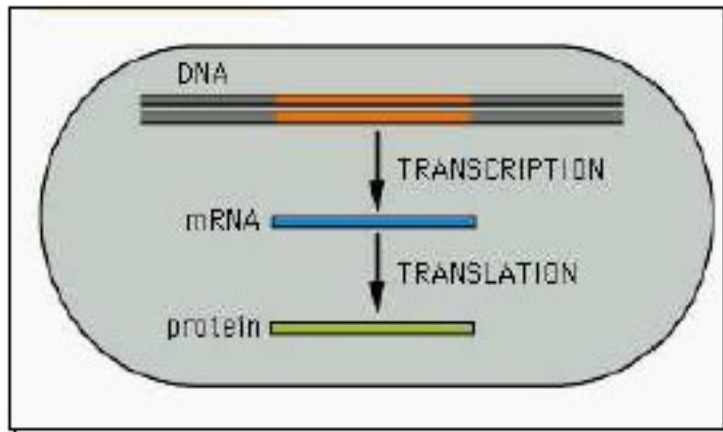 DNA
TRANSCRIPTION
mRNA
TRANSLATION
protein